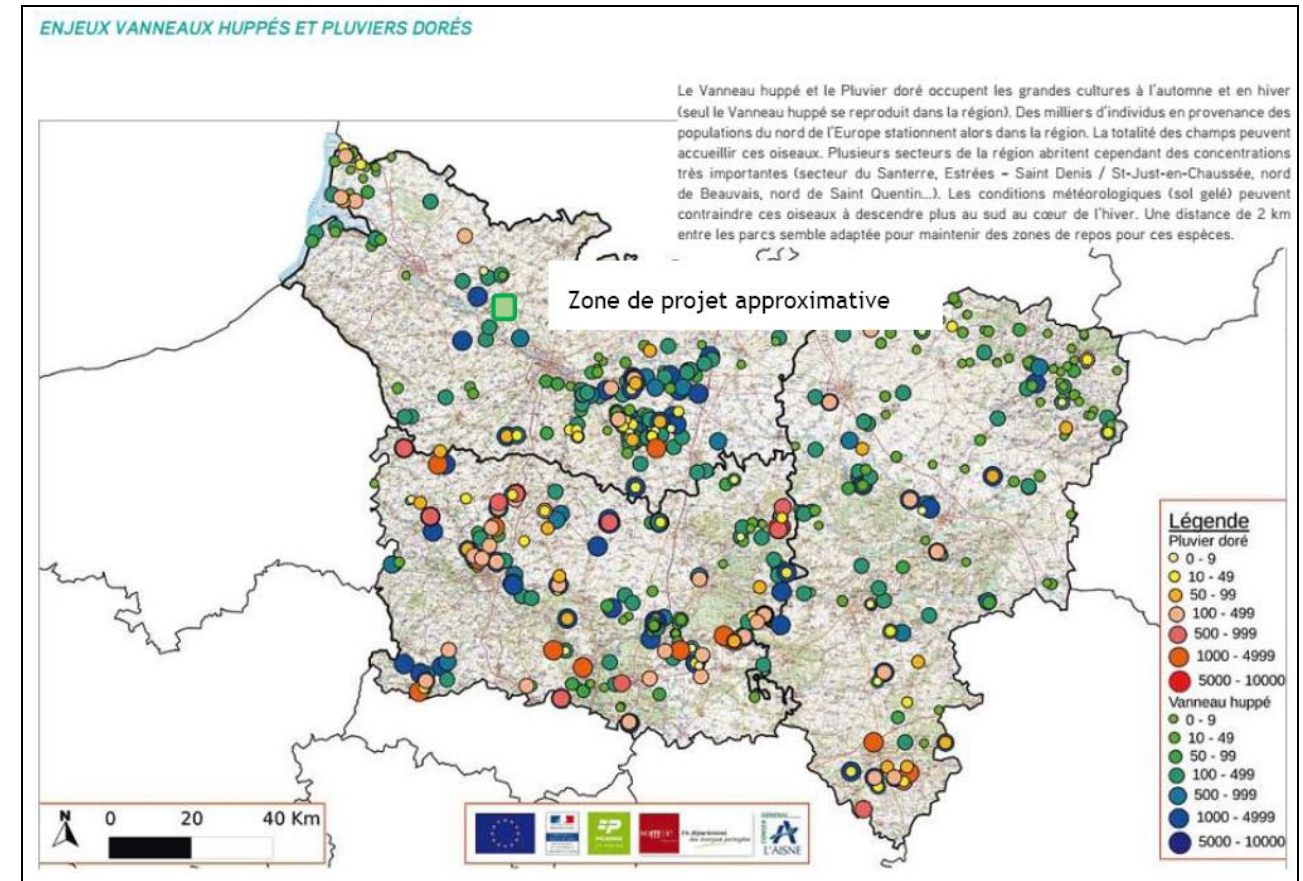 ENJEUX VANNEAUX HUPPÉS ET PLUVIERS DORÉS
Le Vanneau huppé et le Pluvier doré occupent les grandes cultures à l'automne et en hiver
(seul le Vanneau huppé se reproduit dans la région). Des milliers d'individus en provenance des
populations du nord de l'Europe stationnent alors dans la région. La totalité des champs peuvent
accueillir ces oiseaux. Plusieurs secteurs de la région abritent cependant des concentrations
très importantes (secteur du Santerre, Estrées - Saint Denis / St-Just-en-Chaussée, nord
de Beauvais, nord de Saint Quentin...). Les conditions météorologiques (sol gelé) peuvent
contraindre ces oiseaux à descendre plus au sud au cœur de l'hiver. Une distance de 2 km
entre les parcs semble adaptée pour maintenir des zones de repos pour ces espèces.
Zone de projet approximative
Légende
Pluvier doré
0 - 9
10 - 49
50 - 99
100 - 499
500 - 999
1000 - 4999
5000 - 10000
Vanneau huppé
0 - 9
10 - 49
50 - 99
100 - 499
500 - 999
1000 - 4999
5000 - 10000
N
0 20 40 Km
L'AISNE